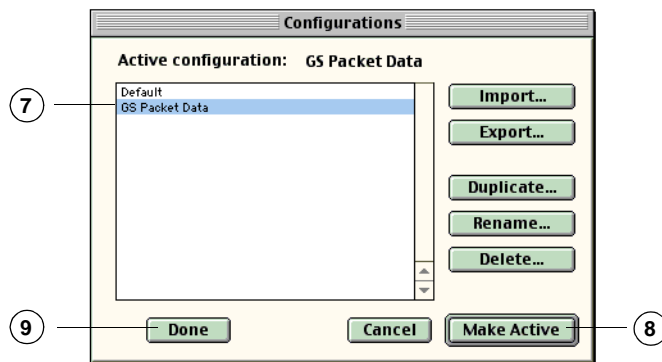 Configurations
Active configuration: GS Packet Data
Default
7
GS Packet Data
Import...
Export...
Duplicate...
Rename...
Delete...
9
Done
Cancel
Make Active
8